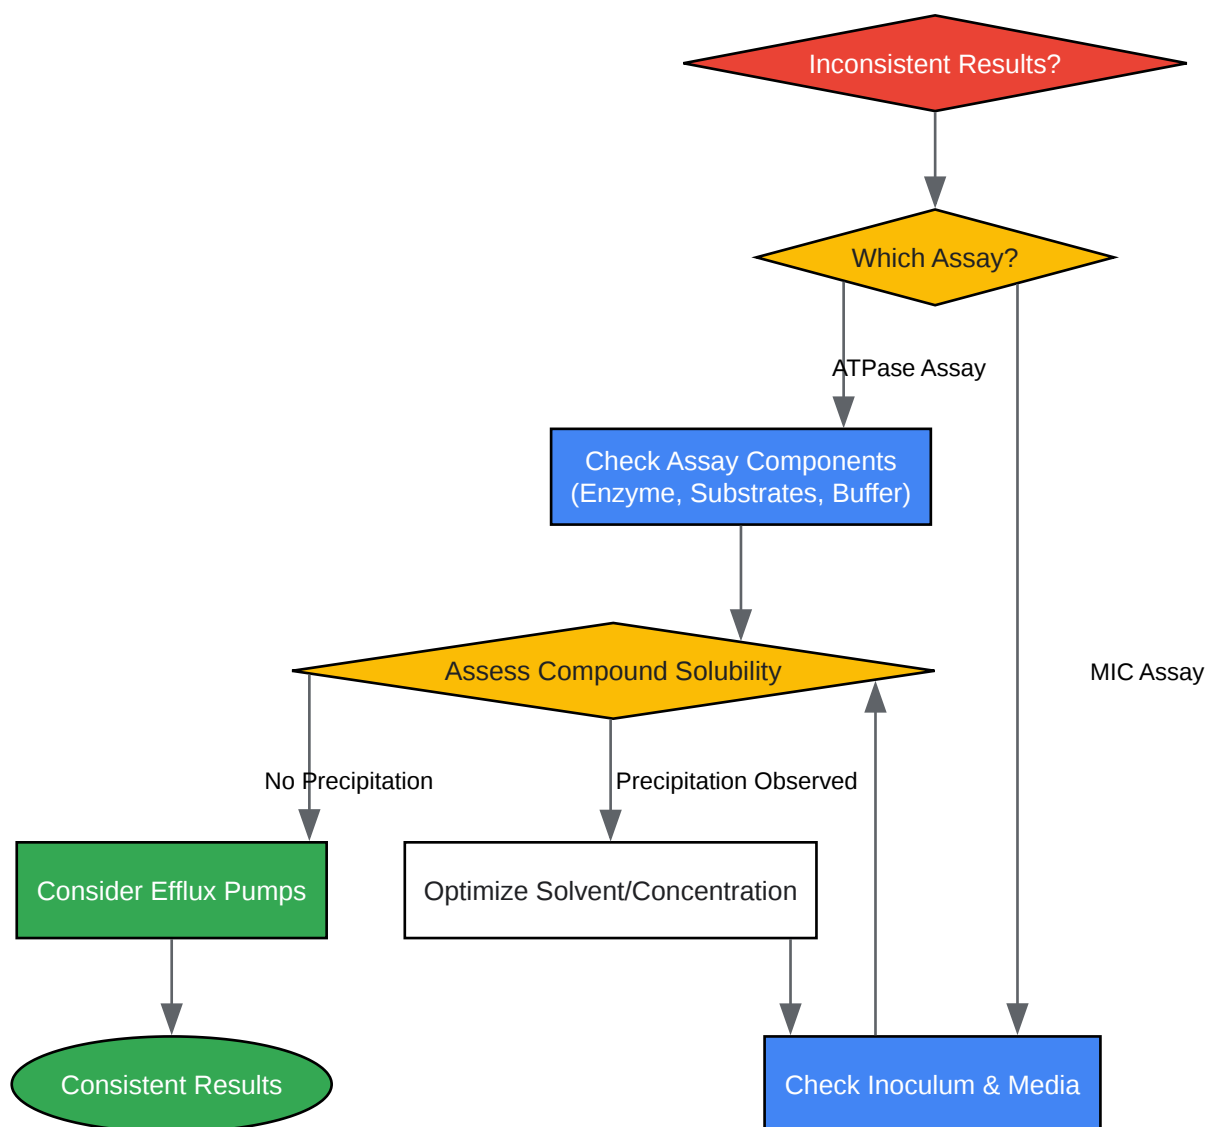 Inconsistent Results?
Which Assay?
ATPase Assay
Check Assay Components
(Enzyme, Substrates, Buffer)
Assess Compound Solubility
MIC Assay
No Precipitation
Precipitation Observed
Consider Efflux Pumps
Optimize Solvent/Concentration
Consistent Results
Check Inoculum & Media